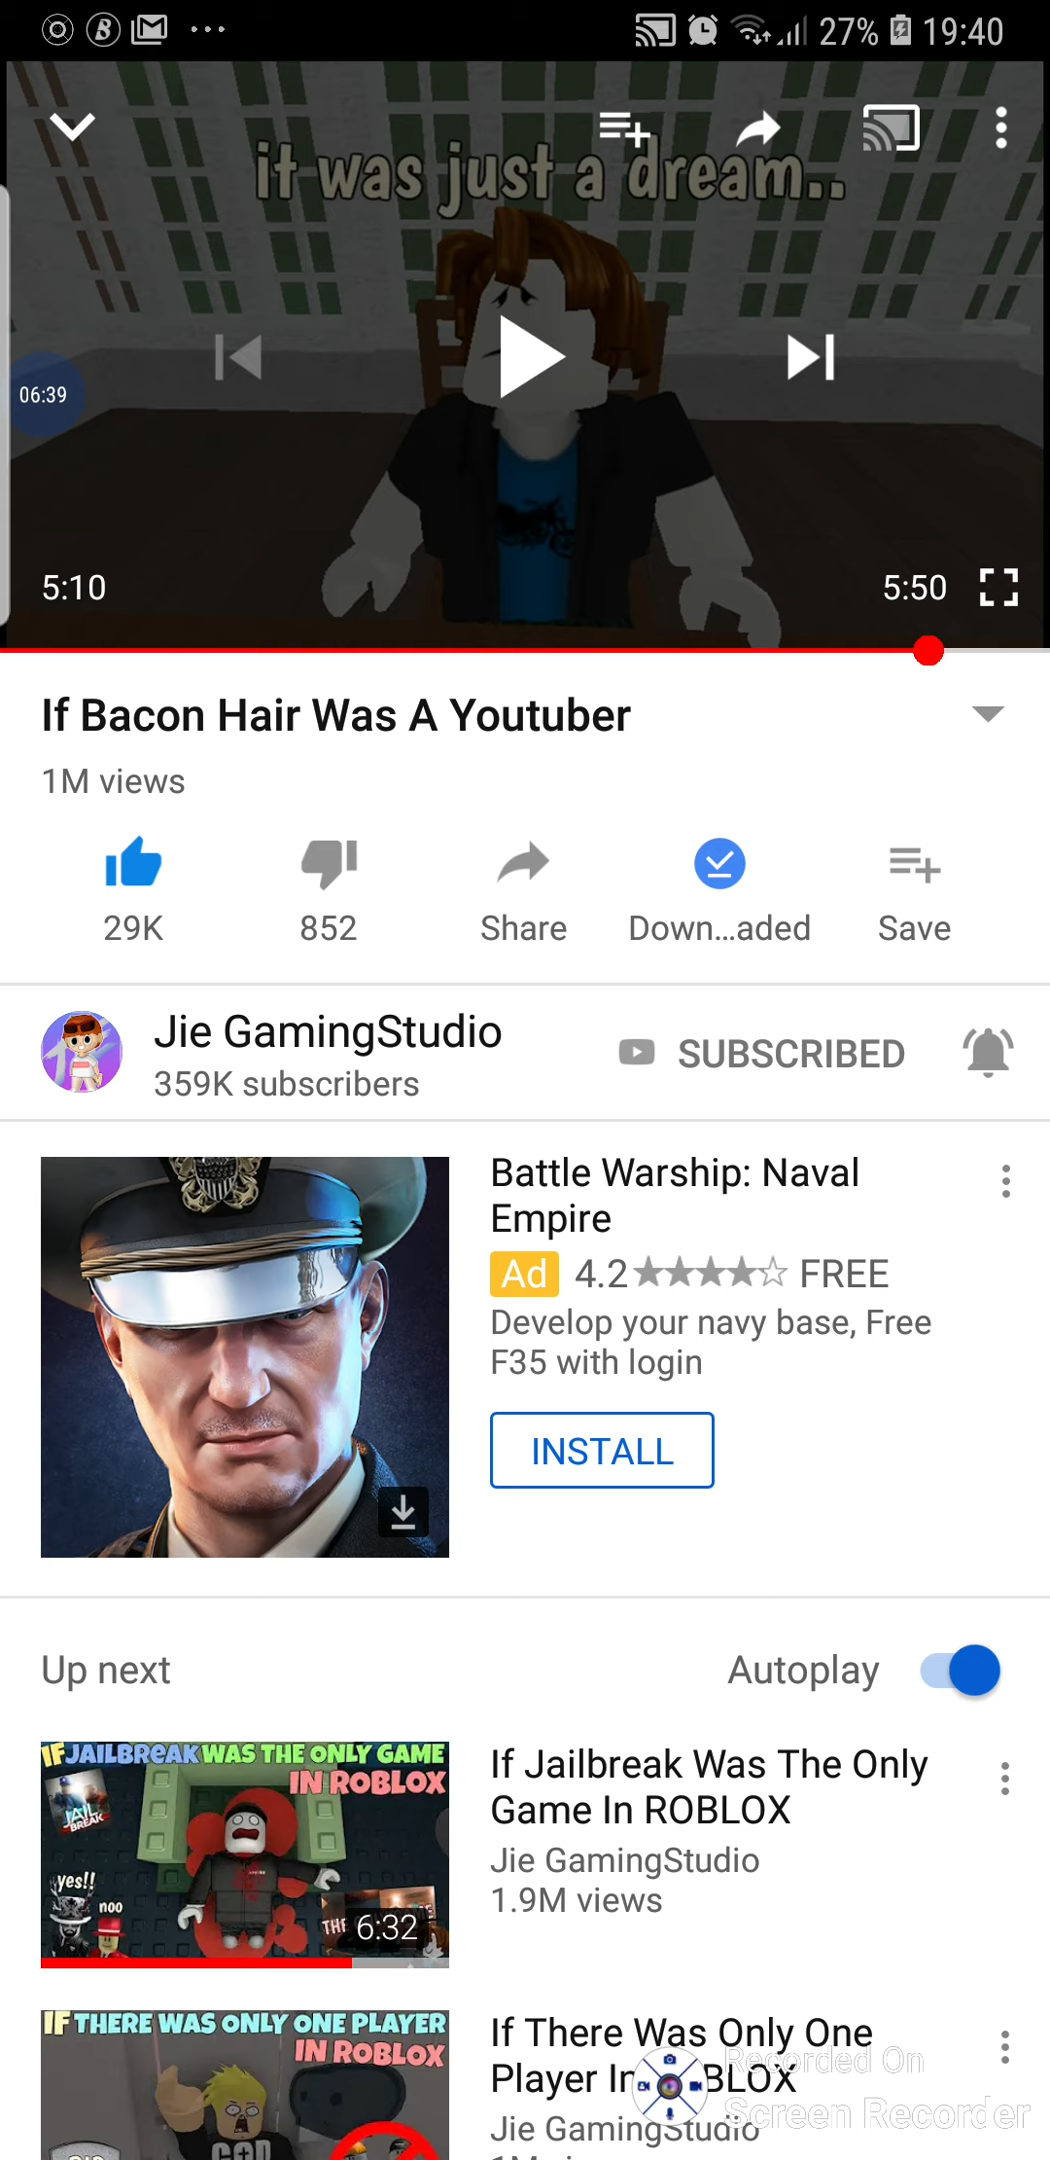 27% 19:40
it was just a dream..
06:39
5:10
5:50
If Bacon Hair Was A Youtuber
1M views
29K
852
Share
Down...aded
Save
Jie GamingStudio
359K subscribers
SUBSCRIBED
Battle Warship: Naval
Empire
Ad 4.2 FREE
Develop your navy base, Free
F35 with login
INSTALL
Up next
Autoplay
IF JAILBREAK WAS THE ONLY GAME
IN ROBLOX
JAIL
BREAK
yes!!
noo
THE
6:32
If Jailbreak Was The Only
Game In ROBLOX
Jie GamingStudio
1.9M views
IF THERE WAS ONLY ONE PLAYER
IN ROBLOX
GOD
If There Was Only One
Player In BLOX
Jie GamingStudio
Recorded On
Screen Recorder